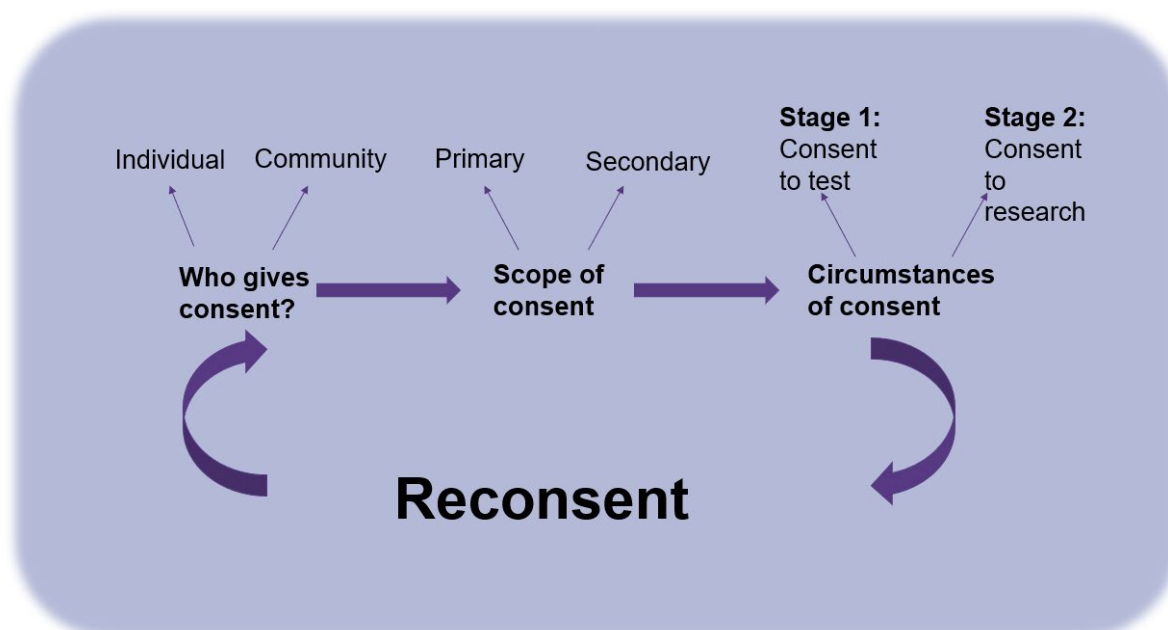 Individual
Community
Primary
Secondary
Stage 1:
Consent
to test
Stage 2:
Consent
to
research
Who gives
consent?
Scope of
consent
Circumstances
of consent
Reconsent